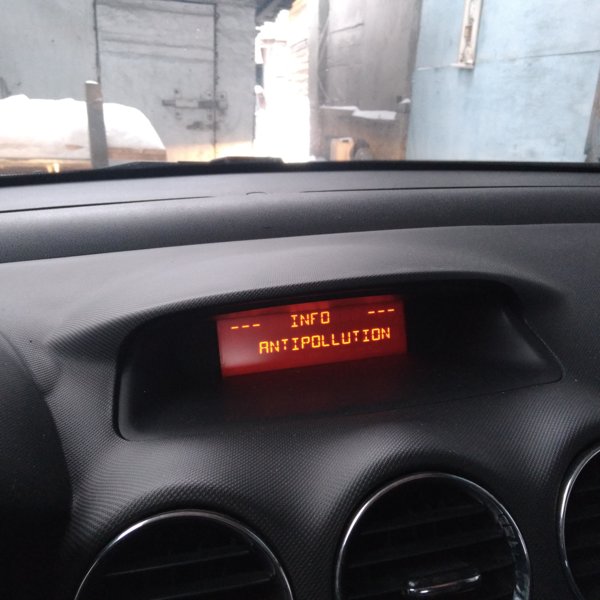 --- INFO ---
ANTIPOLLUTION